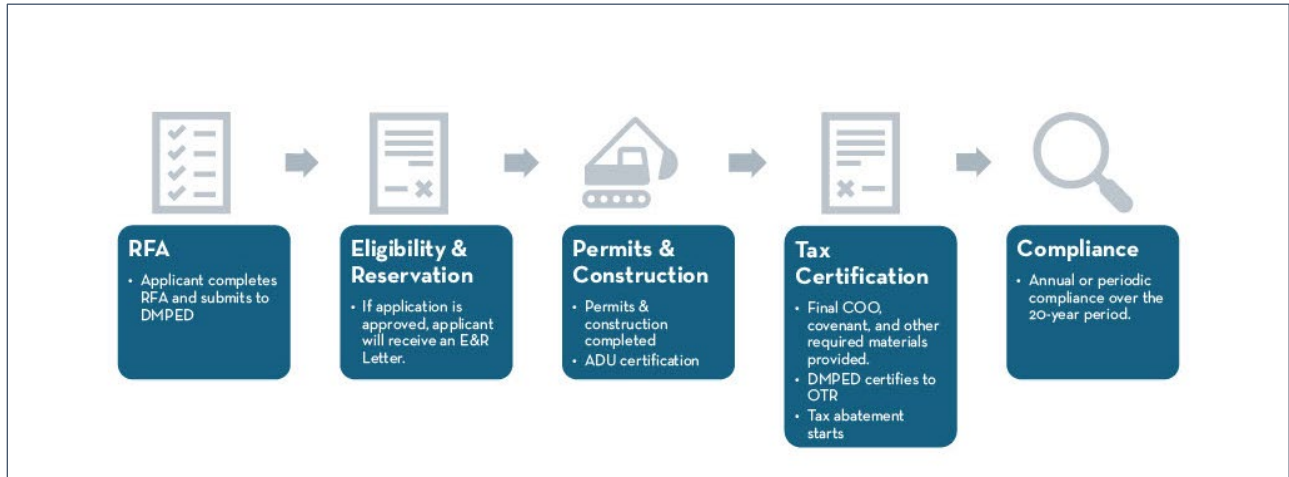 RFA
• Applicant completes
RFA and submits to
DMPED
Eligibility &
Reservation
• If application is
approved, applicant
will receive an E&R
Letter.
Permits &
Construction
• Permits &
construction
completed
• ADU certification
Tax
Certification
• Final COO,
covenant, and other
required materials
provided.
• DMPED certifies to
OTR
• Tax abatement
starts
Compliance
• Annual or periodic
compliance over the
20-year period.